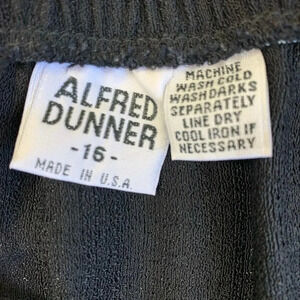 ALFRED
DUNNER
-16-
MADE IN U.S.A.
MACHINE
WASH COLD
WASH DARKS
SEPARATELY
LINE DRY
COOL IRON IF
NECESSARY